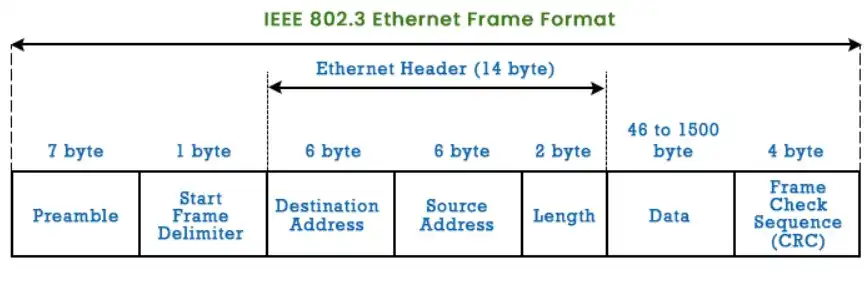 IEEE 802.3 Ethernet Frame Format
Ethernet Header (14 byte)
7 byte
1 byte
6 byte
6 byte
2 byte
46 to 1500
byte
4 byte
Preamble
Start
Frame
Delimiter
Destination
Address
Source
Address
Length
Data
Frame
Check
Sequence
(CRC)